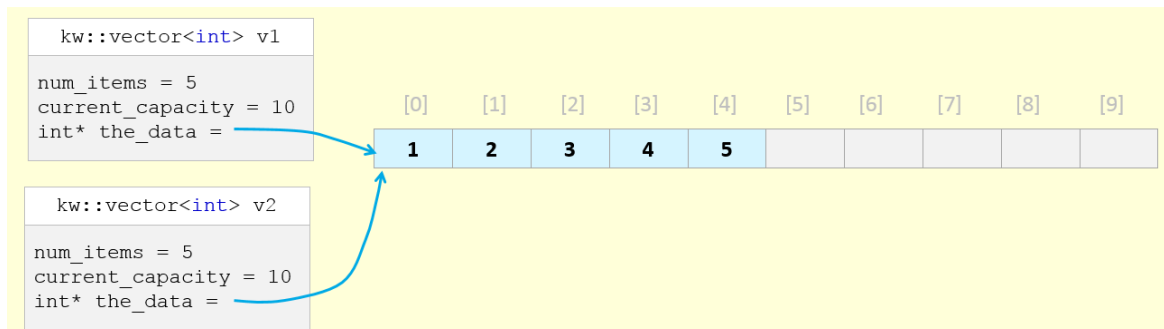 kw::vector<int> v1
num_items = 5
current_capacity = 10
int* the_data =
[0] [1] [2] [3] [4] [5] [6] [7] [8] [9]
1 2 3 4 5
kw::vector<int> v2
num_items = 5
current_capacity = 10
int* the_data =